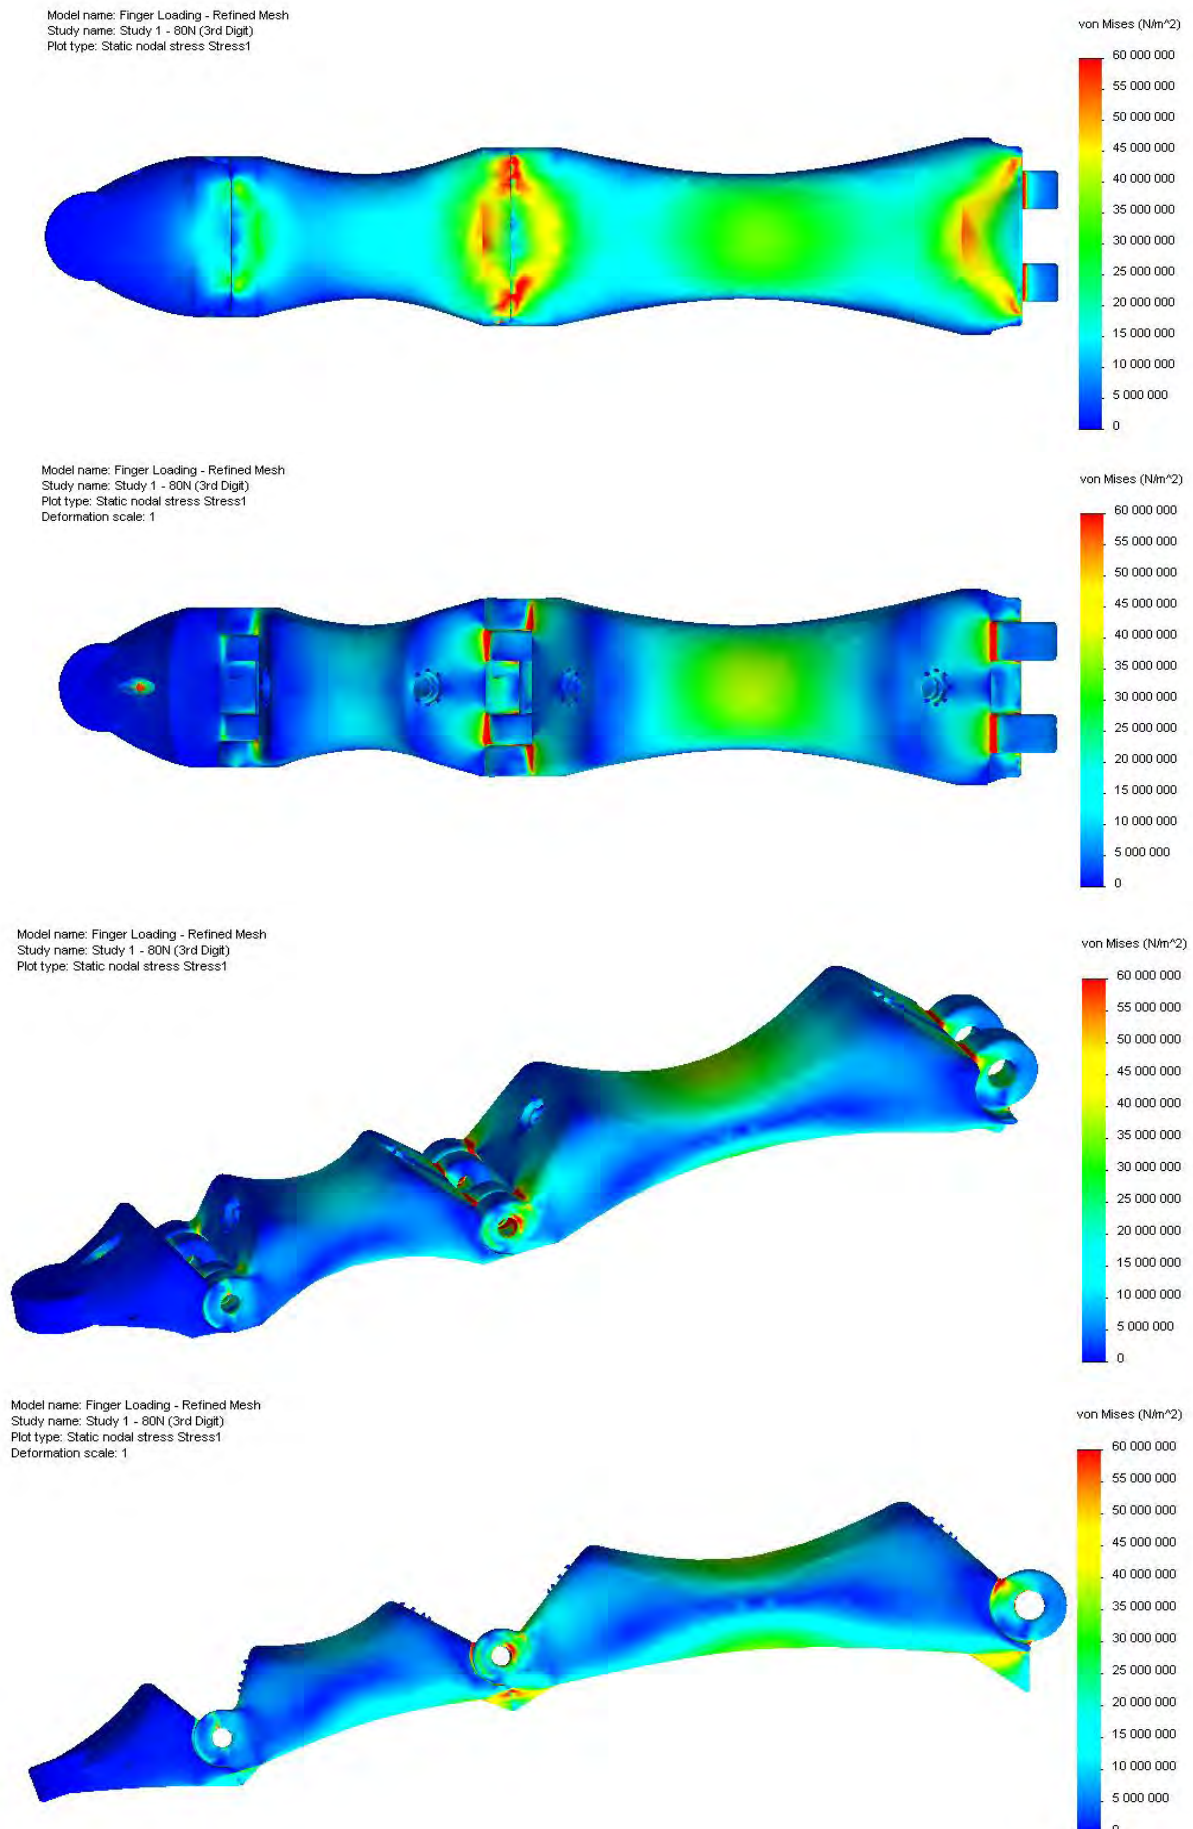 Model name: Finger Loading - Refined Mesh
Study name: Study 1 - 80N (3rd Digit)
Plot type: Static nodal stress Stress1
von Mises (N/m^2)
60 000 000
55 000 000
50 000 000
45 000 000
40 000 000
35 000 000
30 000 000
25 000 000
20 000 000
15 000 000
10 000 000
5 000 000
0
Model name: Finger Loading - Refined Mesh
Study name: Study 1 - 80N (3rd Digit)
Plot type: Static nodal stress Stress1
Deformation scale: 1
von Mises (N/m^2)
60 000 000
55 000 000
50 000 000
45 000 000
40 000 000
35 000 000
30 000 000
25 000 000
20 000 000
15 000 000
10 000 000
5 000 000
0
Model name: Finger Loading - Refined Mesh
Study name: Study 1 - 80N (3rd Digit)
Plot type: Static nodal stress Stress1
von Mises (N/m^2)
60 000 000
55 000 000
50 000 000
45 000 000
40 000 000
35 000 000
30 000 000
25 000 000
20 000 000
15 000 000
10 000 000
5 000 000
0
Model name: Finger Loading - Refined Mesh
Study name: Study 1 - 80N (3rd Digit)
Plot type: Static nodal stress Stress1
Deformation scale: 1
von Mises (N/m^2)
60 000 000
55 000 000
50 000 000
45 000 000
40 000 000
35 000 000
30 000 000
25 000 000
20 000 000
15 000 000
10 000 000
5 000 000
0